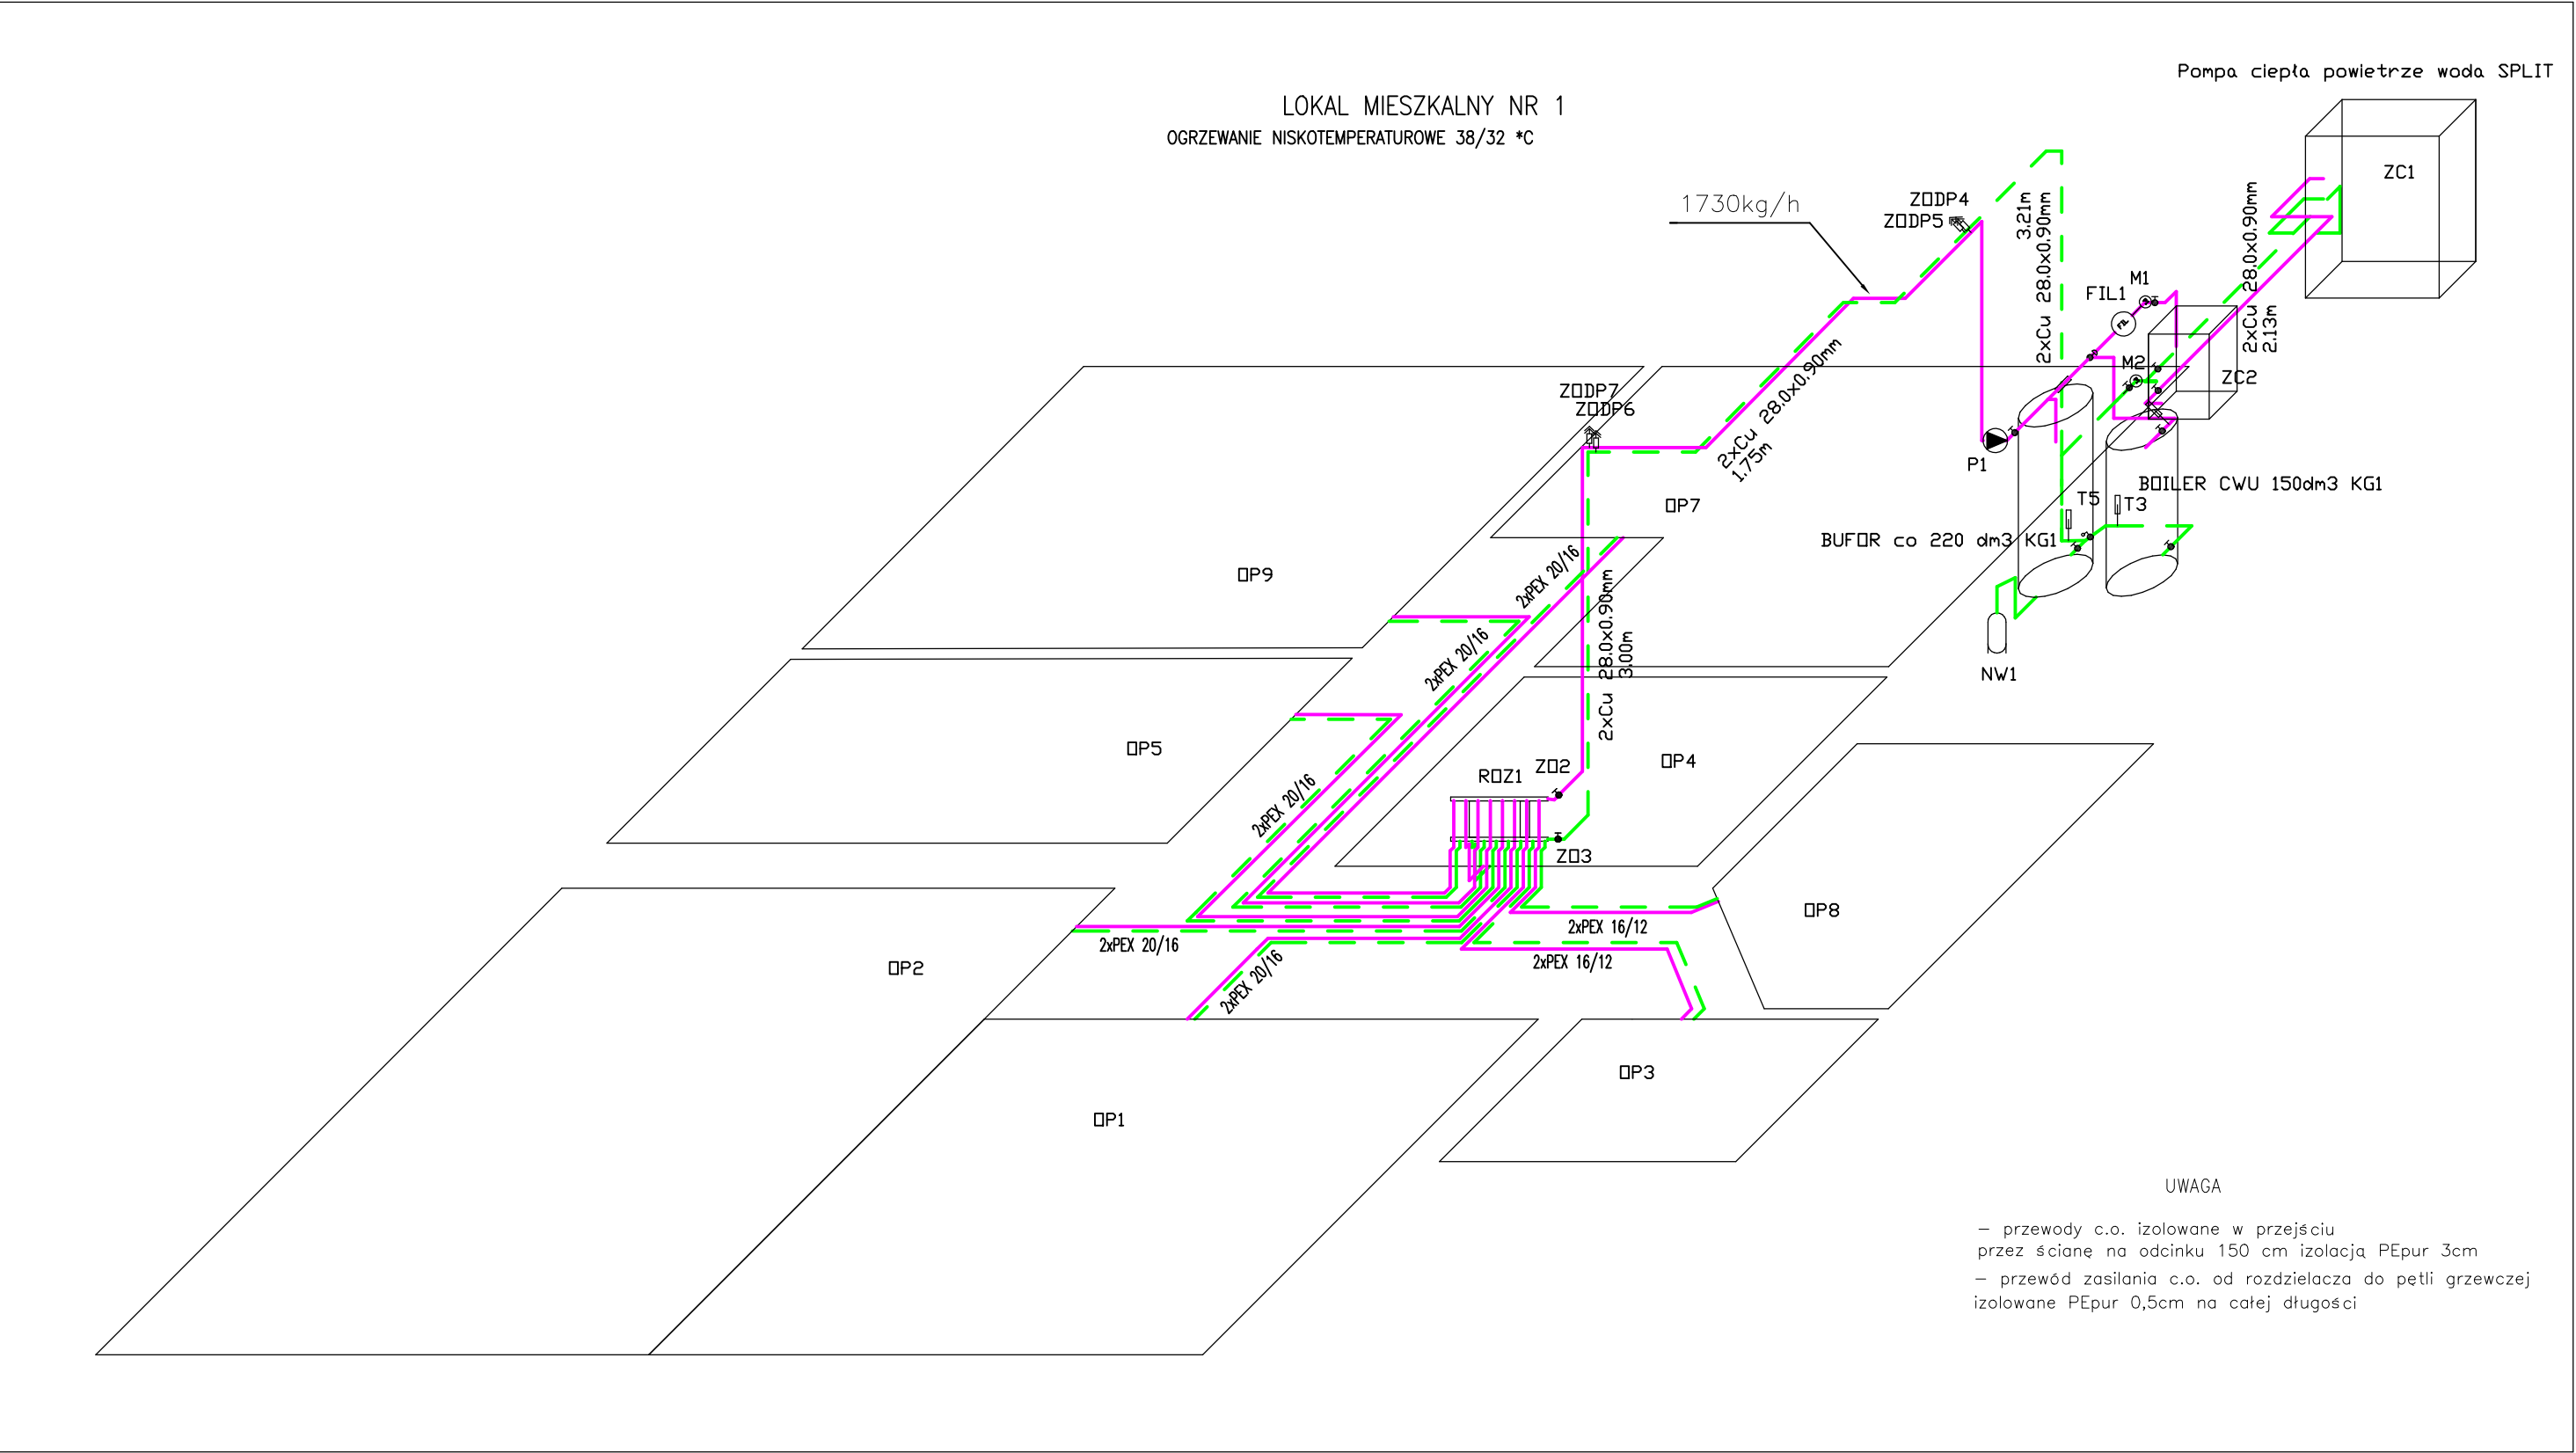 Pompa ciepła powietrze woda SPLIT
LOKAL MIESZKALNY NR 1
OGRZEWANIE NISKOTEMPERATUROWE 38/32 *C
ZC1
1730kg/h
ZODP4
ZODP5
3.21m
2xCu 28.0x0.90mm
2xCu 28.0x0.90mm
2.13m
M1
FIL1
FIL
M2
ZC2
ZODP7
ZODP6
2xCu 28.0x0.90mm
1.75m
P1
BOILER CWU 150dm3 KG1
T5
T3
OP7
BUFOR co 220 dm3 KG1
OP9
2xPEX 20/16
2xCu 28.0x0.90mm
3.00m
2xPEX 20/16
NW1
OP5
OP4
ZO2
ROZ1
2xPEX 20/16
ZO3
OP8
2xPEX 16/12
2xPEX 20/16
2xPEX 16/12
OP2
2xPEX 20/16
OP3
OP1
UWAGA
– przewody c.o. izolowane w przejściu
przez ścianę na odcinku 150 cm izolacją PEpur 3cm
– przewód zasilania c.o. od rozdzielacza do pętli grzewczej
izolowane PEpur 0,5cm na całej długości